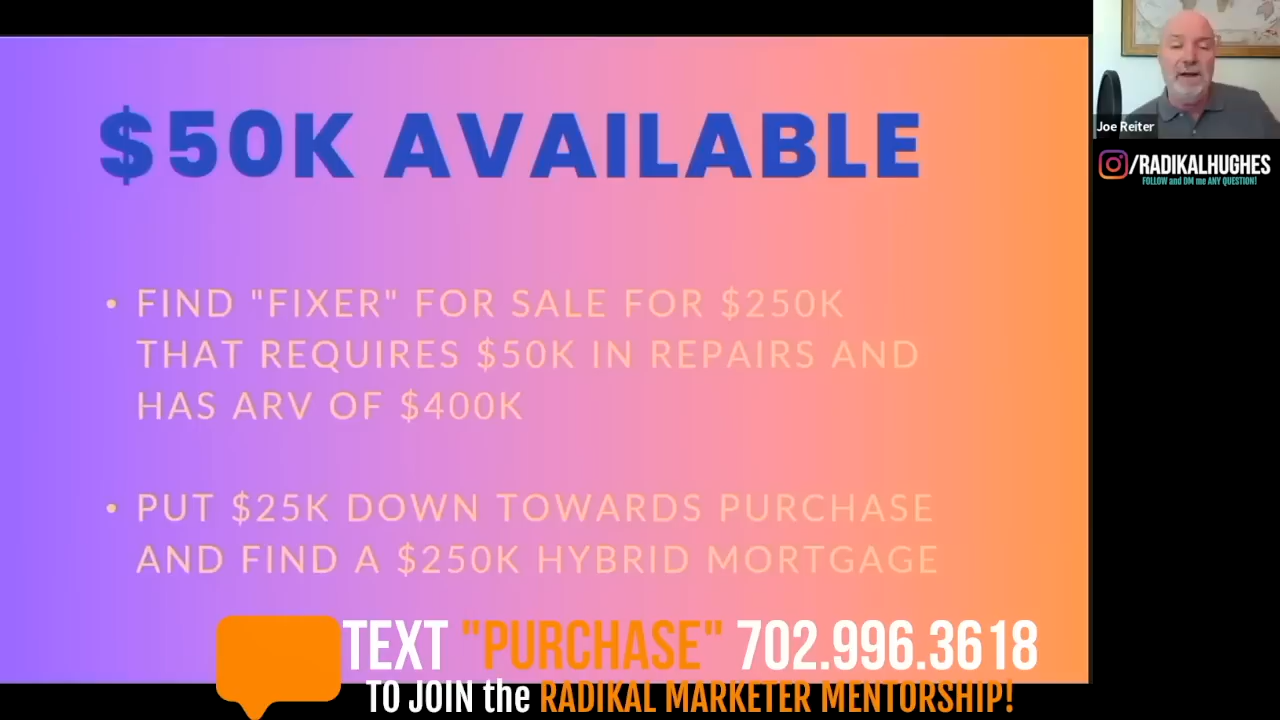 $50K AVAILABLE
• FIND "FIXER" FOR SALE FOR $250K
THAT REQUIRES $50K IN REPAIRS AND
HAS ARV OF $400K
• PUT $25K DOWN TOWARDS PURCHASE
AND FIND A $250K HYBRID MORTGAGE
Joe Reiter
/RADIKALHUGHES
FOLLOW and DM me ANY QUESTION!
TEXT "PURCHASE" 702.996.3618
TO JOIN the RADIKAL MARKETER MENTORSHIP!